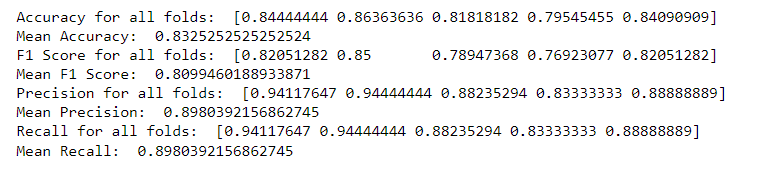 Accuracy for all folds:  [0.84444444 0.86363636 0.81818182 0.79545455 0.84090909]
Mean Accuracy:  0.8325252525252524
F1 Score for all folds:  [0.82051282 0.85       0.78947368 0.76923077 0.82051282]
Mean F1 Score:  0.8099460188933871
Precision for all folds:  [0.94117647 0.94444444 0.88235294 0.83333333 0.88888889]
Mean Precision:  0.8980392156862745
Recall for all folds:  [0.94117647 0.94444444 0.88235294 0.83333333 0.88888889]
Mean Recall:  0.8980392156862745